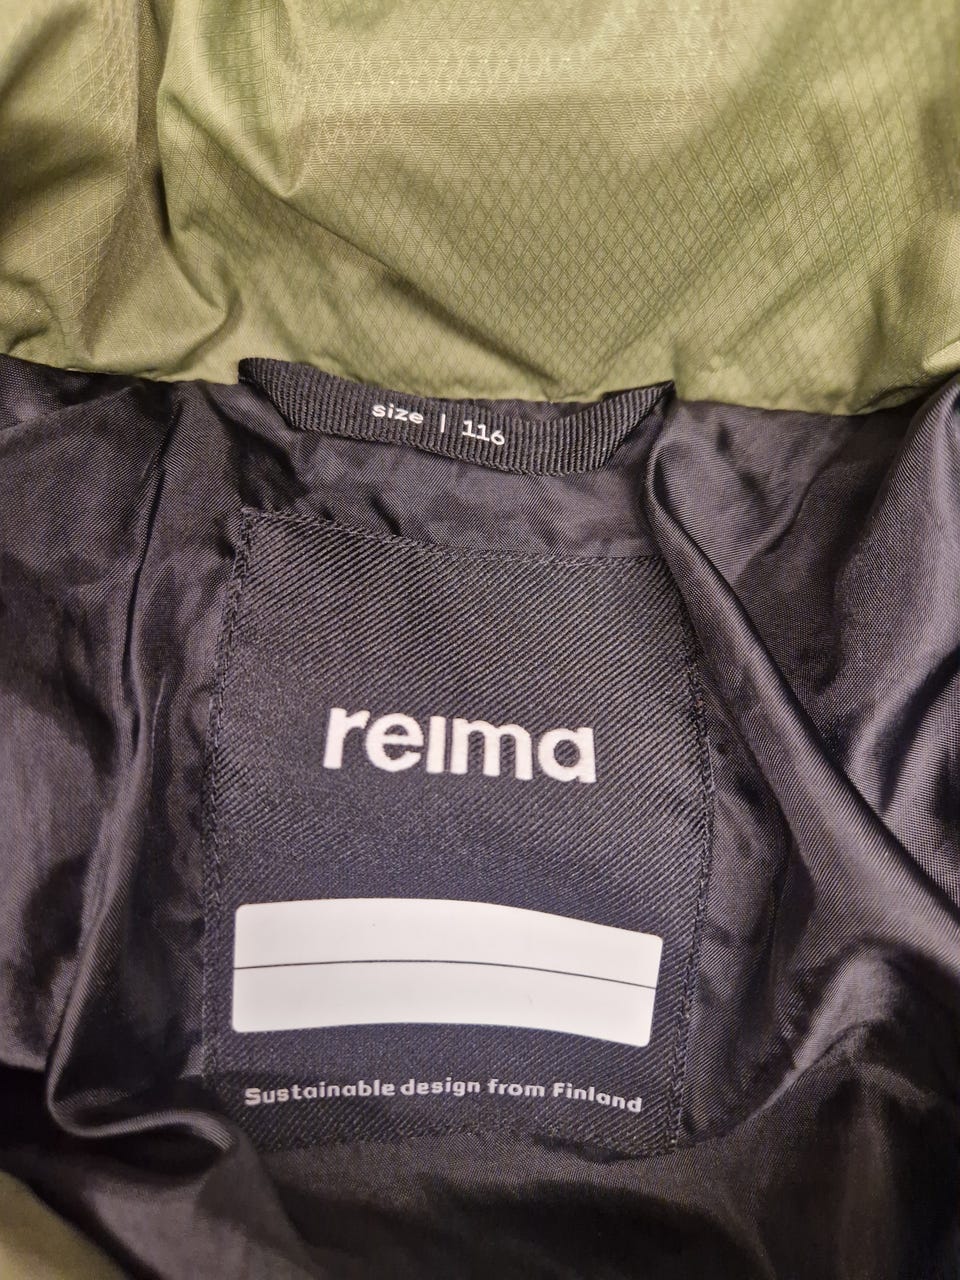 size | 116
reima
Sustainable design from Finland